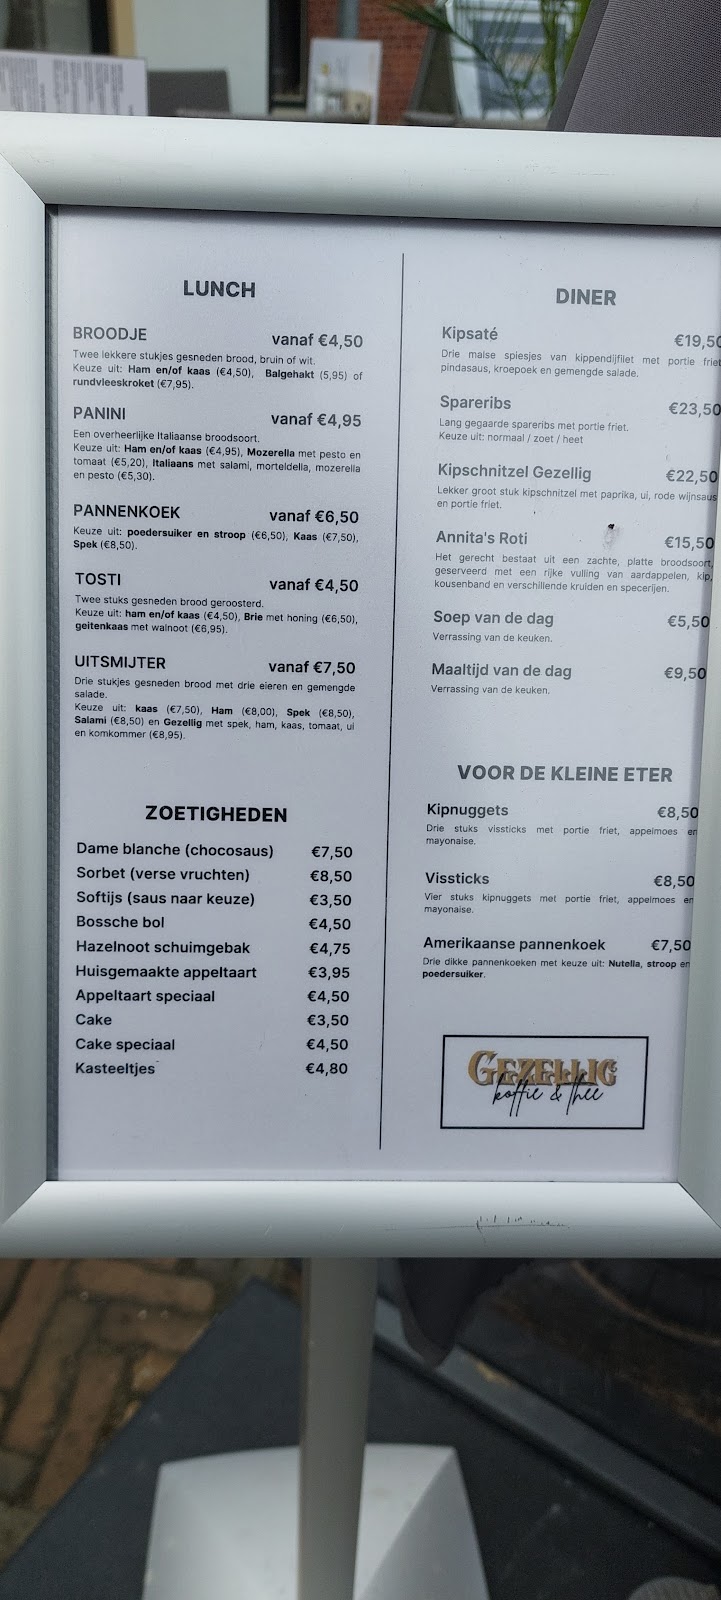 LUNCH
BROODJE vanaf €4,50
Twee lekkere stukjes gesneden brood, bruin of wit.
Keuze uit: Ham en/of kaas (€4,50), Balgehakt (5,95) of
rundvleeskroket (€7,95).
PANINI vanaf €4,95
Een overheerlijke Italiaanse broodsoort.
Keuze uit: Ham en/of kaas (€4,95), Mozerella met pesto en
tomaat (€5,20), Italiaans met salami, morteldella, mozerella
en pesto (€5,30).
PANNENKOEK vanaf €6,50
Keuze uit: poedersuiker en stroop (€6,50), Kaas (€7,50),
Spek (€8,50).
TOSTI vanaf €4,50
Twee stuks gesneden brood geroosterd.
Keuze uit: ham en/of kaas (€4,50), Brie met honing (€6,50),
geitenkaas met walnoot (€6,95).
UITSMIJTER vanaf €7,50
Drie stukjes gesneden brood met drie eieren en gemengde
salade.
Keuze uit: kaas (€7,50), Ham (€8,00), Spek (€8,50),
Salami (€8,50) en Gezellig met spek, ham, kaas, tomaat, ui
en komkommer (€8,95).
ZOETIGHEDEN
Dame blanche (chocosaus) €7,50
Sorbet (verse vruchten) €8,50
Softijs (saus naar keuze) €3,50
Bossche bol €4,50
Hazelnoot schuimgebak €4,75
Huisgemaakte appeltaart €3,95
Appeltaart speciaal €4,50
Cake €3,50
Cake speciaal €4,50
Kasteeltjes €4,80
DINER
Kipsaté €19,50
Drie malse spiesjes van kippendijfilet met portie friet,
pindasaus, kroepoek en gemengde salade.
Spareribs €23,50
Lang gegaarde spareribs met portie friet.
Keuze uit: normaal / zoet / heet
Kipschnitzel Gezellig €22,50
Lekker groot stuk kipschnitzel met paprika, ui, rode wijnsaus
en portie friet.
Annita's Roti €15,50
Het gerecht bestaat uit een zachte, platte broodsoort,
geserveerd met een rijke vulling van aardappelen, kip,
kousenband en verschillende kruiden en specerijen.
Soep van de dag €5,50
Verrassing van de keuken.
Maaltijd van de dag €9,50
Verrassing van de keuken.
VOOR DE KLEINE ETER
Kipnuggets €8,50
Drie stuks vissticks met portie friet, appelmoes en
mayonaise.
Vissticks €8,50
Vier stuks kipnuggets met portie friet, appelmoes en
mayonaise.
Amerikaanse pannenkoek €7,50
Drie dikke pannenkoeken met keuze uit: Nutella, stroop en
poedersuiker.
GEZELLIG
koffie & thee